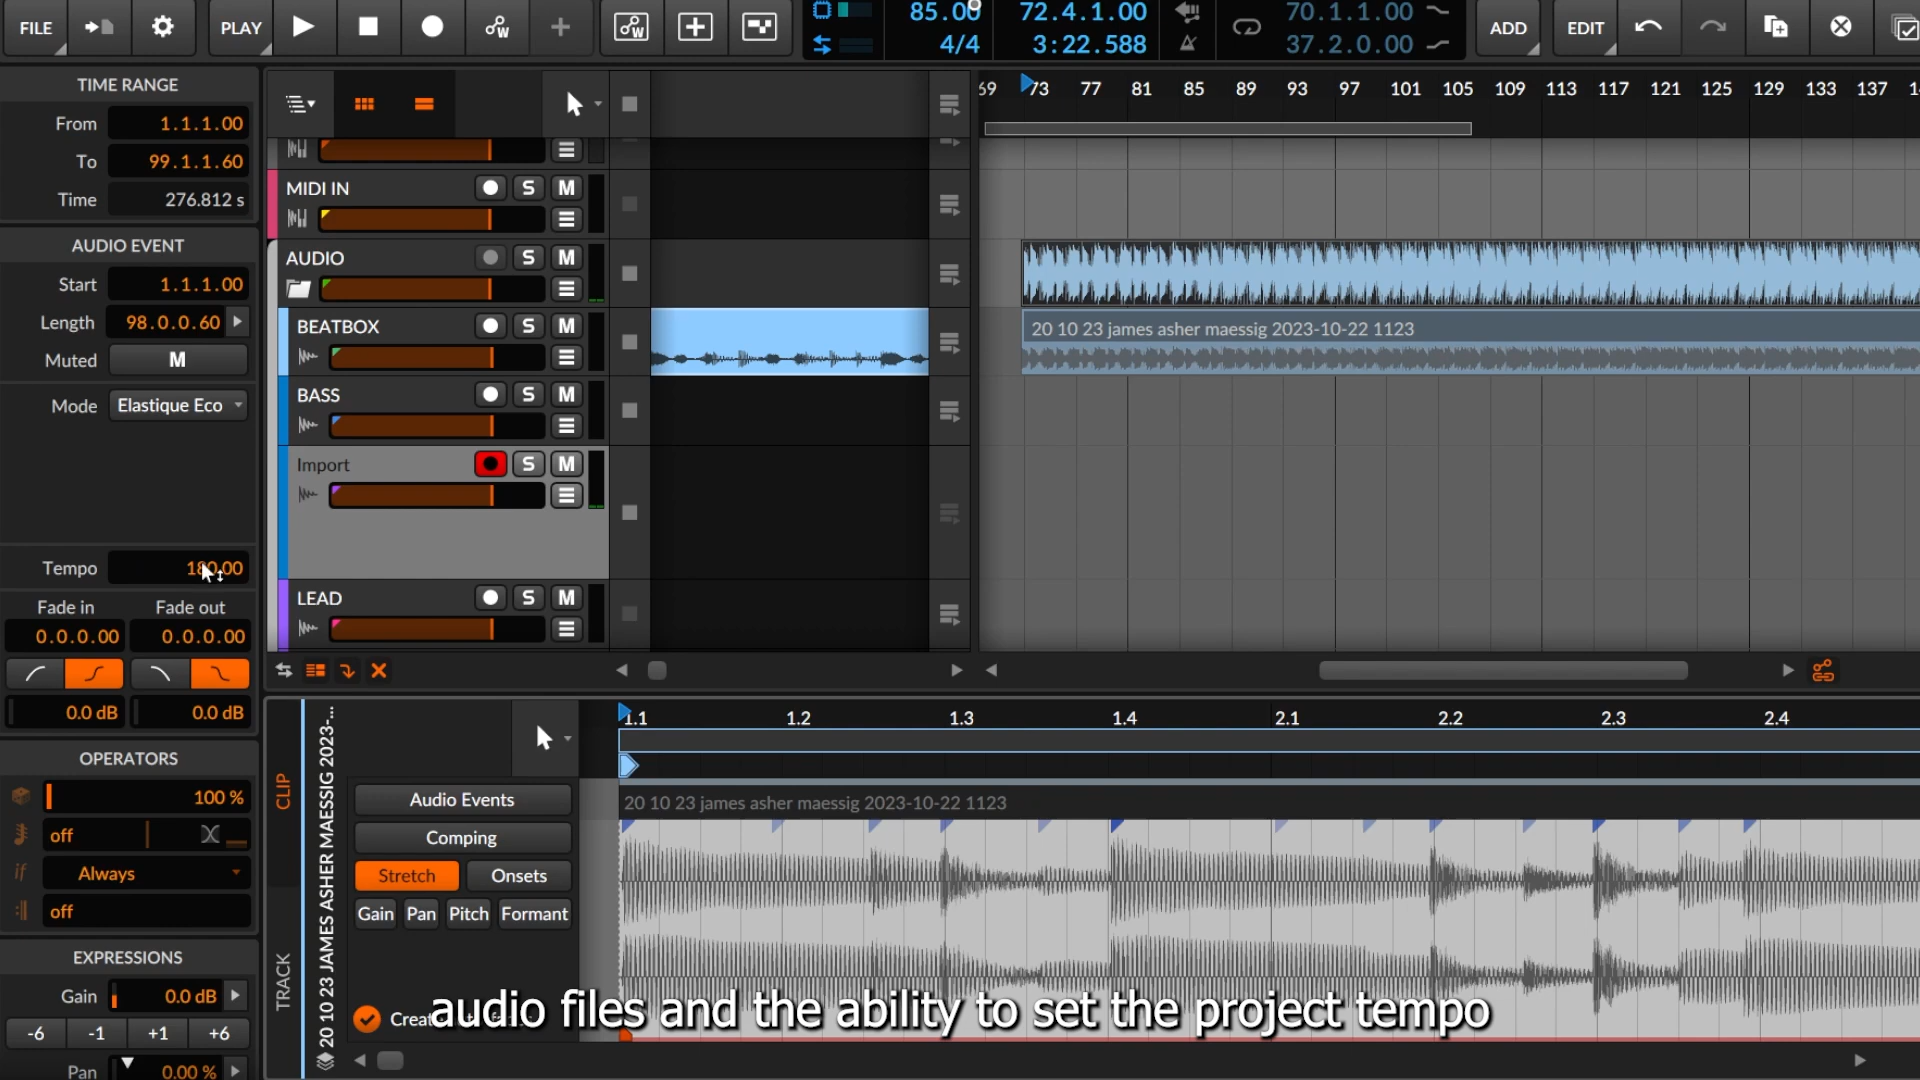 FILE
PLAY
85.00
4/4
72.4.1.00
3:22.588
70.1.1.00
37.2.0.00
ADD
EDIT
TIME RANGE
From 1.1.1.00
To 99.1.1.60
Time 276.812 s
AUDIO EVENT
Start 1.1.1.00
Length 98.0.0.60
Muted M
Mode Elastique Eco
Tempo
Fade in Fade out
0.0.0.00 0.0.0.00
0.0 dB 0.0 dB
OPERATORS
100 %
off
if Always
off
EXPRESSIONS
Gain 0.0 dB
-6 -1 +1 +6
Pan 0.00 %
MIDI IN S M
AUDIO S M
BEATBOX S M
BASS S M
Import S M
LEAD S M
69 73 77 81 85 89 93 97 101 105 109 113 117 121 125 129 133 137
20 10 23 james asher maessig 2023-10-22 1123
CLIP
TRACK
20 10 23 JAMES ASHER MAESSIG 2023-...
1.1 1.2 1.3 1.4 2.1 2.2 2.3 2.4
20 10 23 james asher maessig 2023-10-22 1123
Audio Events
Comping
Stretch Onsets
Gain Pan Pitch Formant
audio files and the ability to set the project tempo